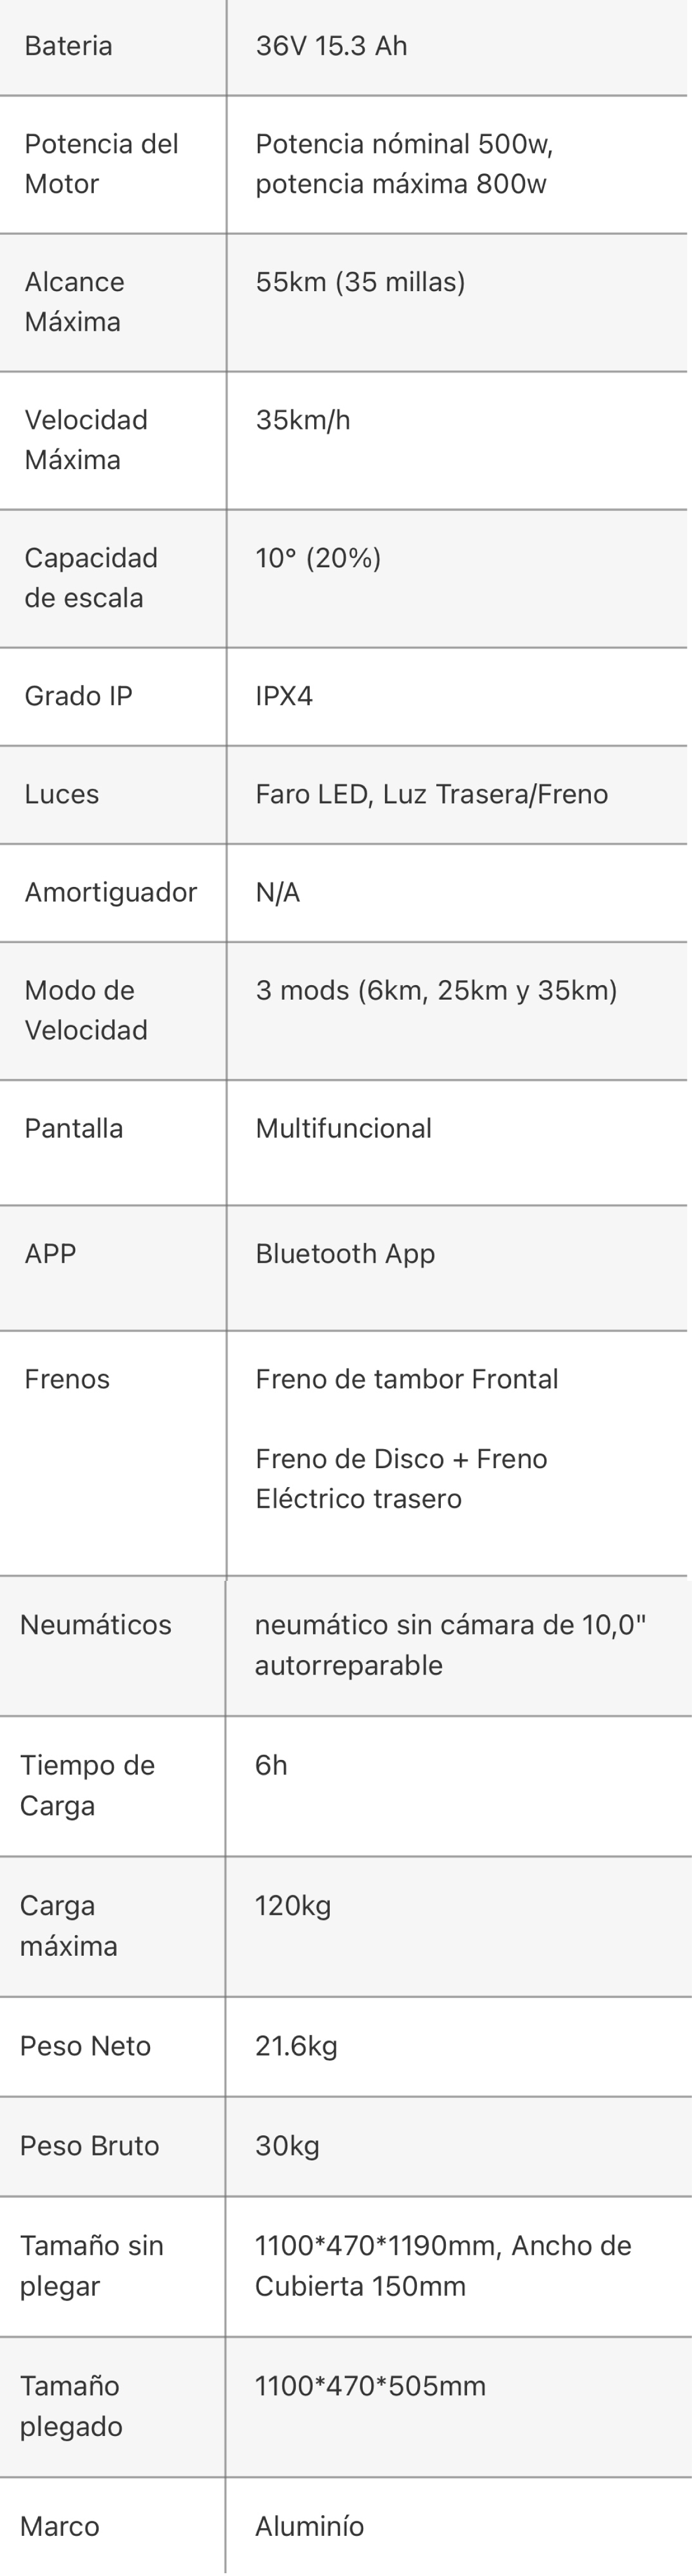 Bateria
36V 15.3 Ah
Potencia del
Motor
Potencia nóminal 500w,
potencia máxima 800w
Alcance
Máxima
55km (35 millas)
Velocidad
Máxima
35km/h
Capacidad
de escala
10° (20%)
Grado IP
IPX4
Luces
Faro LED, Luz Trasera/Freno
Amortiguador
N/A
Modo de
Velocidad
3 mods (6km, 25km y 35km)
Pantalla
Multifuncional
APP
Bluetooth App
Frenos
Freno de tambor Frontal
Freno de Disco + Freno
Eléctrico trasero
Neumáticos
neumático sin cámara de 10,0"
autorreparable
Tiempo de
Carga
6h
Carga
máxima
120kg
Peso Neto
21.6kg
Peso Bruto
30kg
Tamaño sin
plegar
1100*470*1190mm, Ancho de
Cubierta 150mm
Tamaño
plegado
1100*470*505mm
Marco
Aluminío